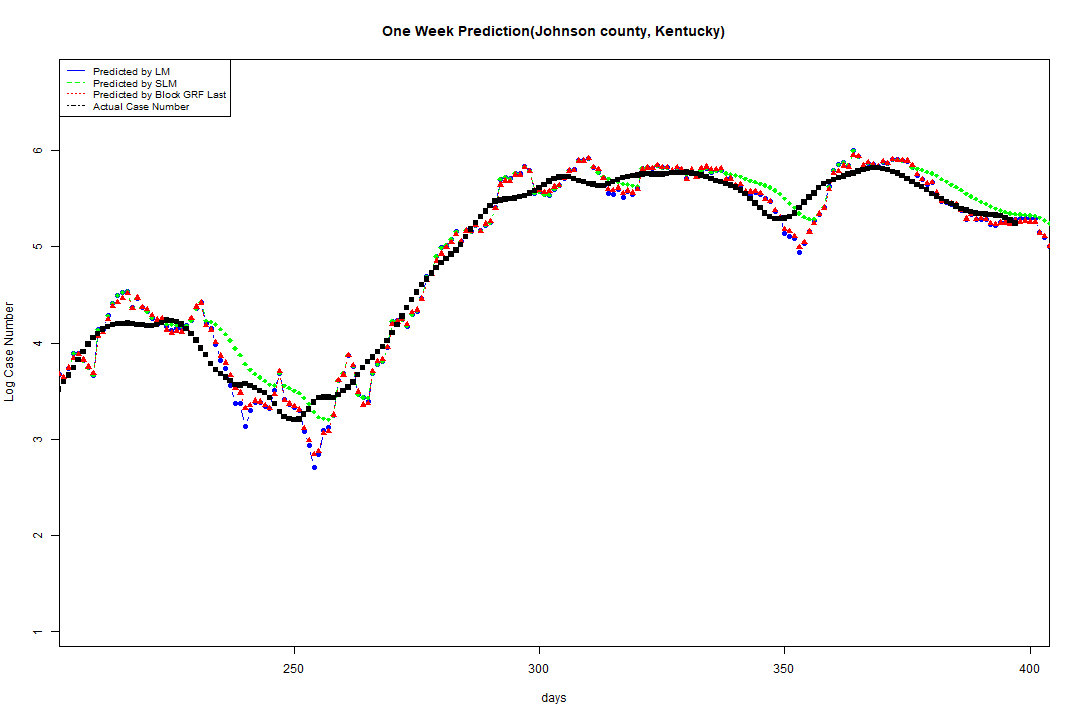 One Week Prediction(Johnson county, Kentucky)
Predicted by LM
Predicted by SLM
Predicted by Block GRF Last
Actual Case Number
6
5
4
3
2
1
Log Case Number
250 300 350 400
days